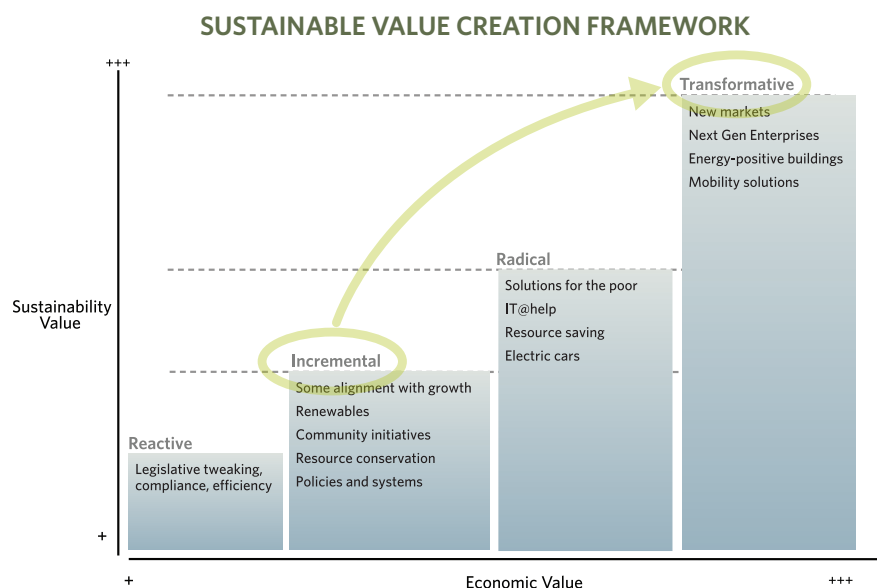 SUSTAINABLE VALUE CREATION FRAMEWORK
+++
Transformative
New markets
Next Gen Enterprises
Energy-positive buildings
Mobility solutions
Radical
Solutions for the poor
IT@help
Resource saving
Electric cars
Sustainability
Value
Incremental
Some alignment with growth
Renewables
Community initiatives
Resource conservation
Policies and systems
Reactive
Legislative tweaking,
compliance, efficiency
+
+
Economic Value
+++